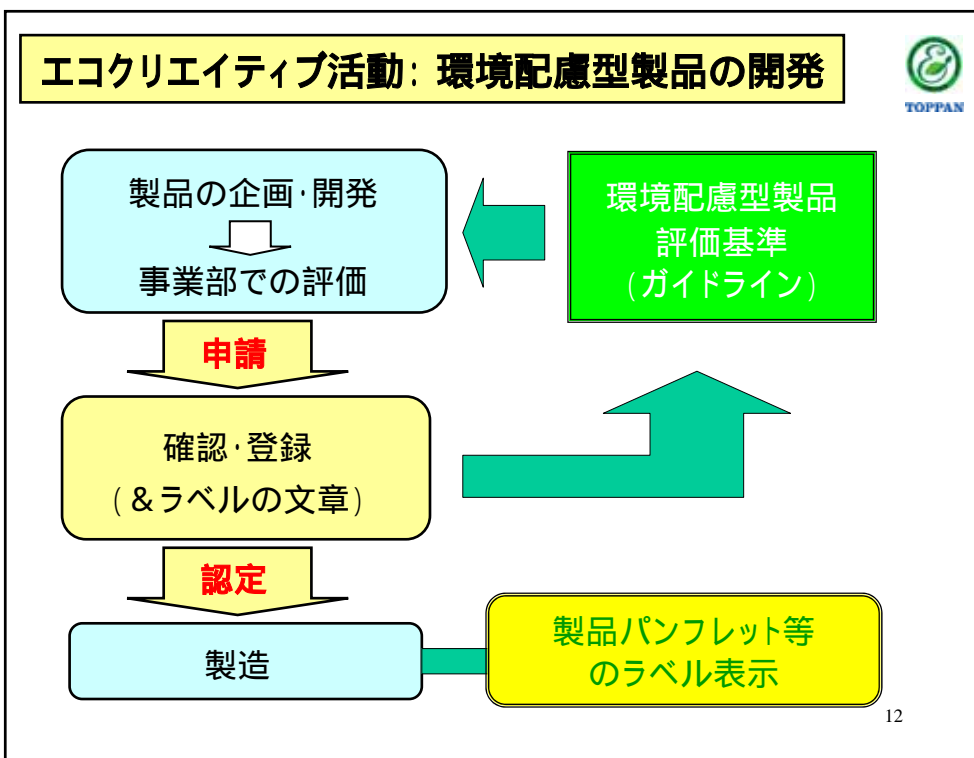 エコクリエイティブ活動: 環境配慮型製品の開発
TOPPAN
製品の企画･開発
事業部での評価
環境配慮型製品
評価基準
(ガイドライン)
申請
確認･登録
(&ラベルの文章)
認定
製造
製品パンフレット等
のラベル表示
12